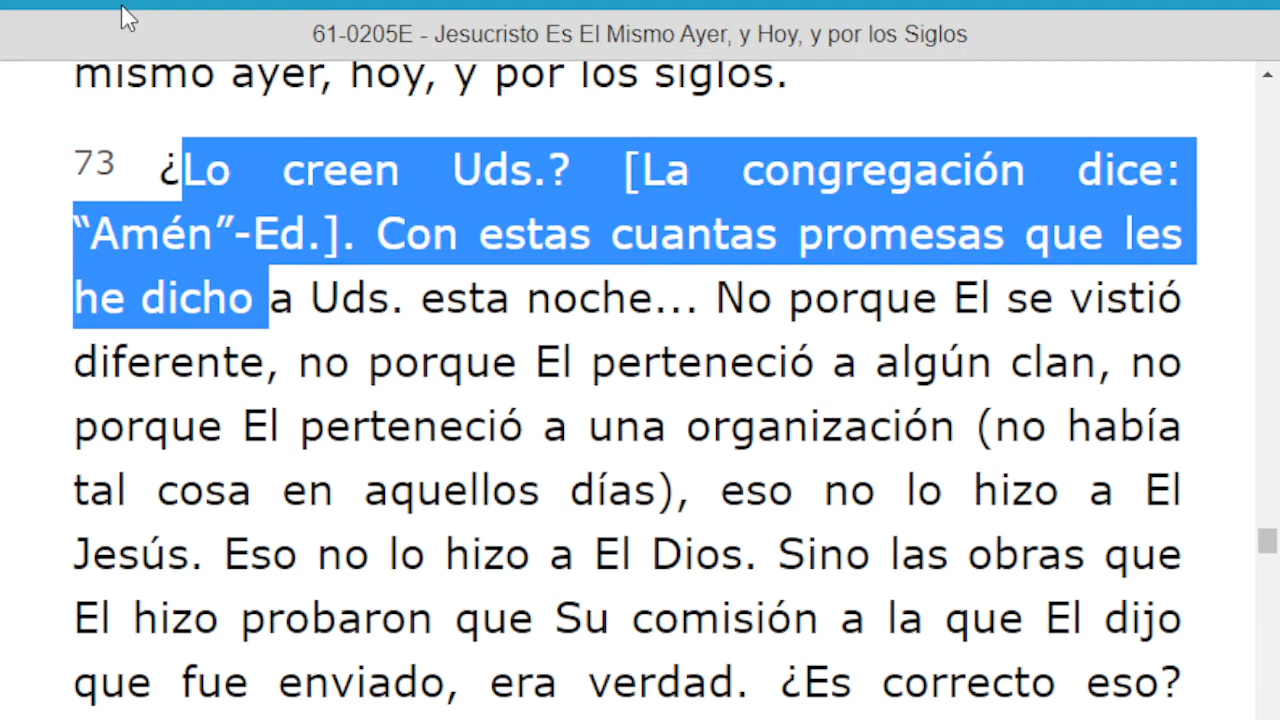 61-0205E - Jesucristo Es El Mismo Ayer, y Hoy, y por los Siglos
mismo ayer, hoy, y por los siglos.
73 ¿Lo creen Uds.? [La congregación dice:
“Amén”-Ed.]. Con estas cuantas promesas que les
he dicho a Uds. esta noche... No porque El se vistió
diferente, no porque El perteneció a algún clan, no
porque El perteneció a una organización (no había
tal cosa en aquellos días), eso no lo hizo a El
Jesús. Eso no lo hizo a El Dios. Sino las obras que
El hizo probaron que Su comisión a la que El dijo
que fue enviado, era verdad. ¿Es correcto eso?